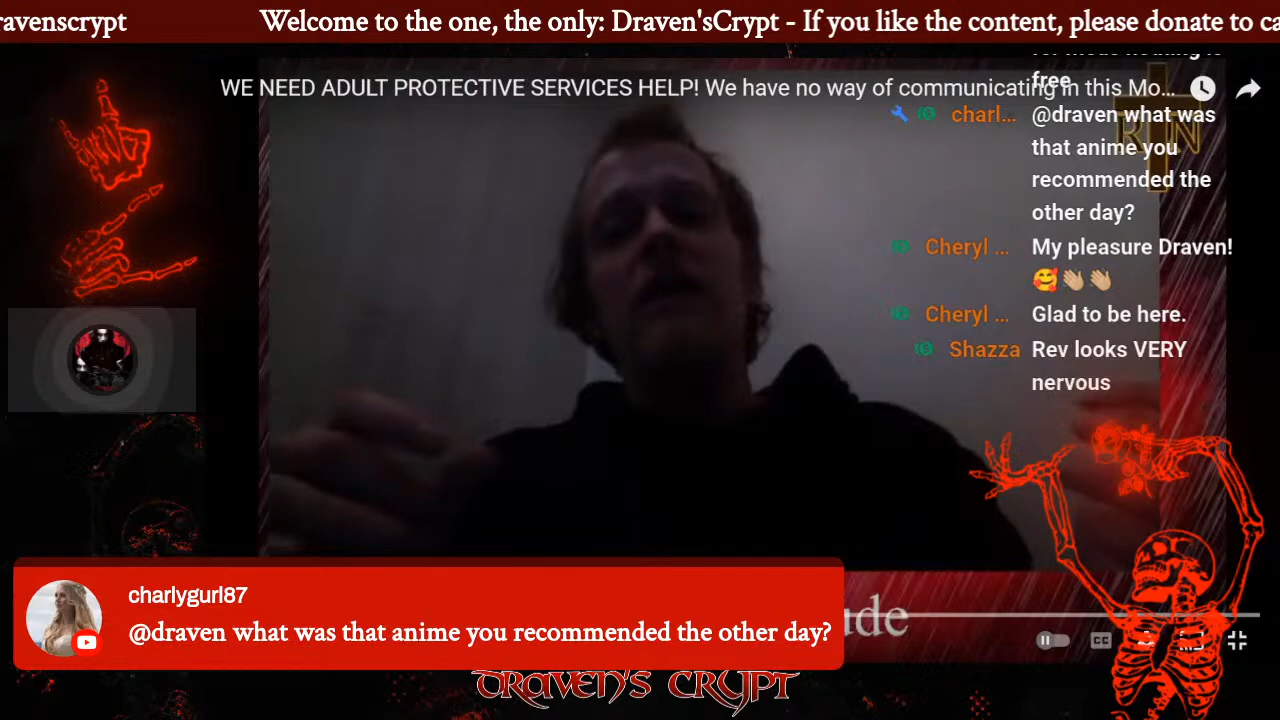 ravenscrypt
Welcome to the one, the only: Draven'sCrypt - If you like the content, please donate to ca
WE NEED ADULT PROTECTIVE SERVICES HELP! We have no way of communicating in this Mo...
free
charl... @draven what was
that anime you
recommended the
other day?
Cheryl ... My pleasure Draven!
🥰👏🏼👏🏼
Cheryl ... Glad to be here.
Shazza Rev looks VERY
nervous
R N
charlygurl87
@draven what was that anime you recommended the other day?
ude
CC
DRAVEN'S CRYPT